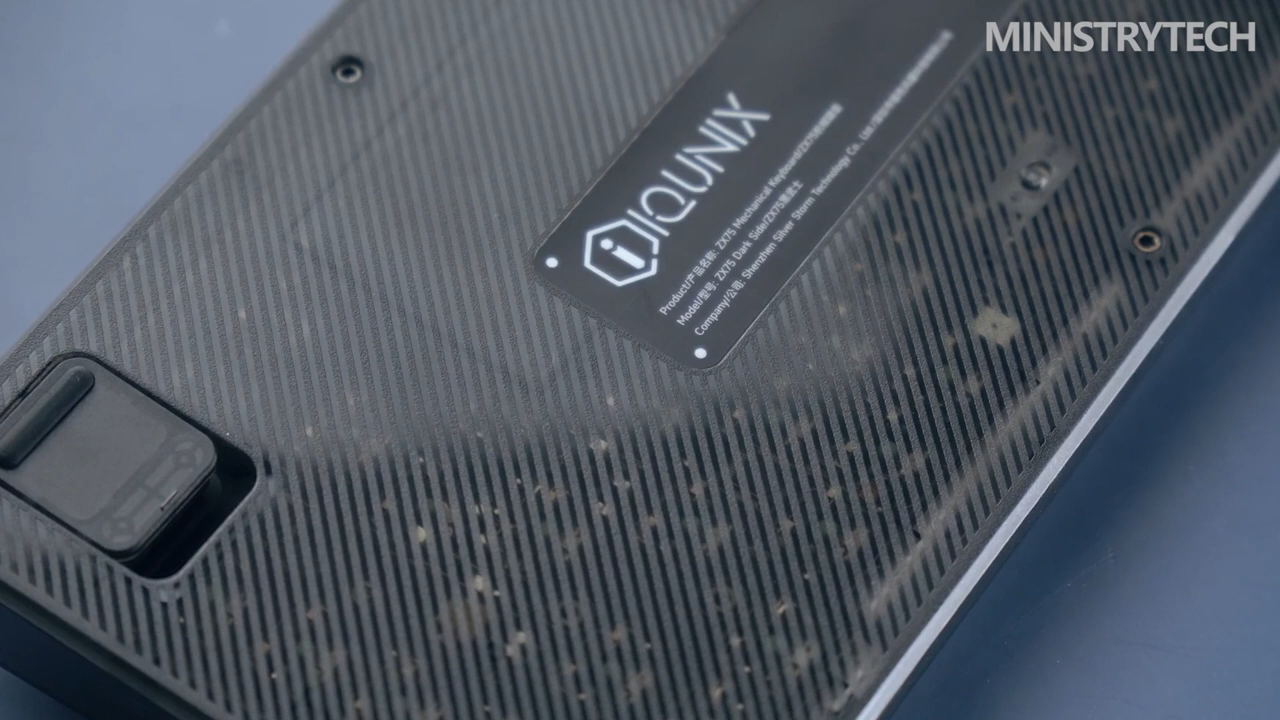 MINISTRYTECH
IQUNIX
Product/产品名称: ZX75 Mechanical Keyboard/ZX75机械键盘
Model/型号: ZX75 Dark Side/ZX75黑武士
Company/公司: Shenzhen Silver Storm Technology Co., Ltd.